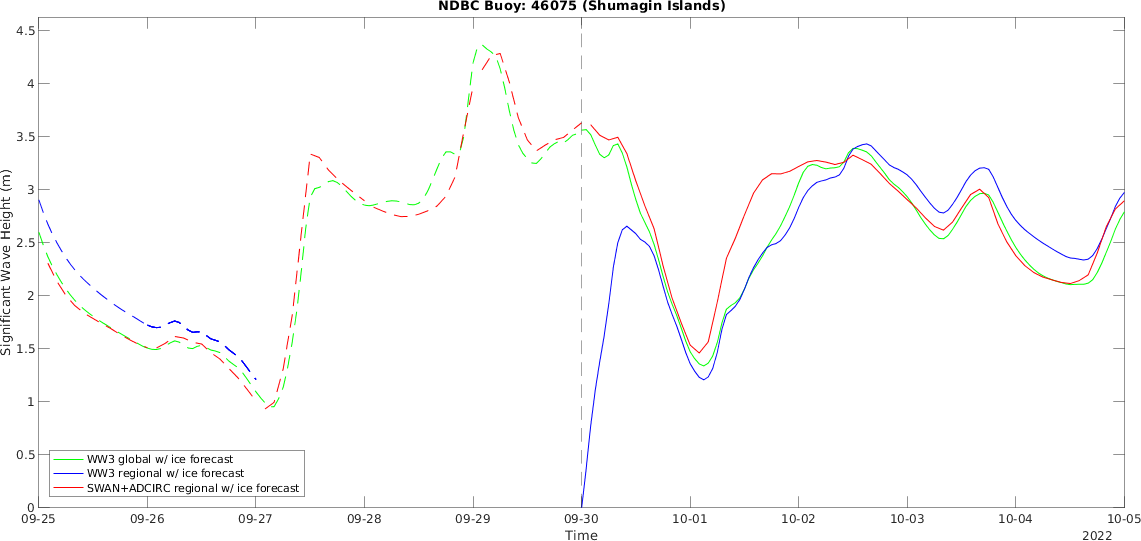 NDBC Buoy: 46075 (Shumagin Islands)
Significant Wave Height (m)
4.5
4
3.5
3
2.5
2
1.5
1
0.5
0
WW3 global w/ ice forecast
WW3 regional w/ ice forecast
SWAN+ADCIRC regional w/ ice forecast
09-25 09-26 09-27 09-28 09-29 09-30 10-01 10-02 10-03 10-04 10-05
Time
2022